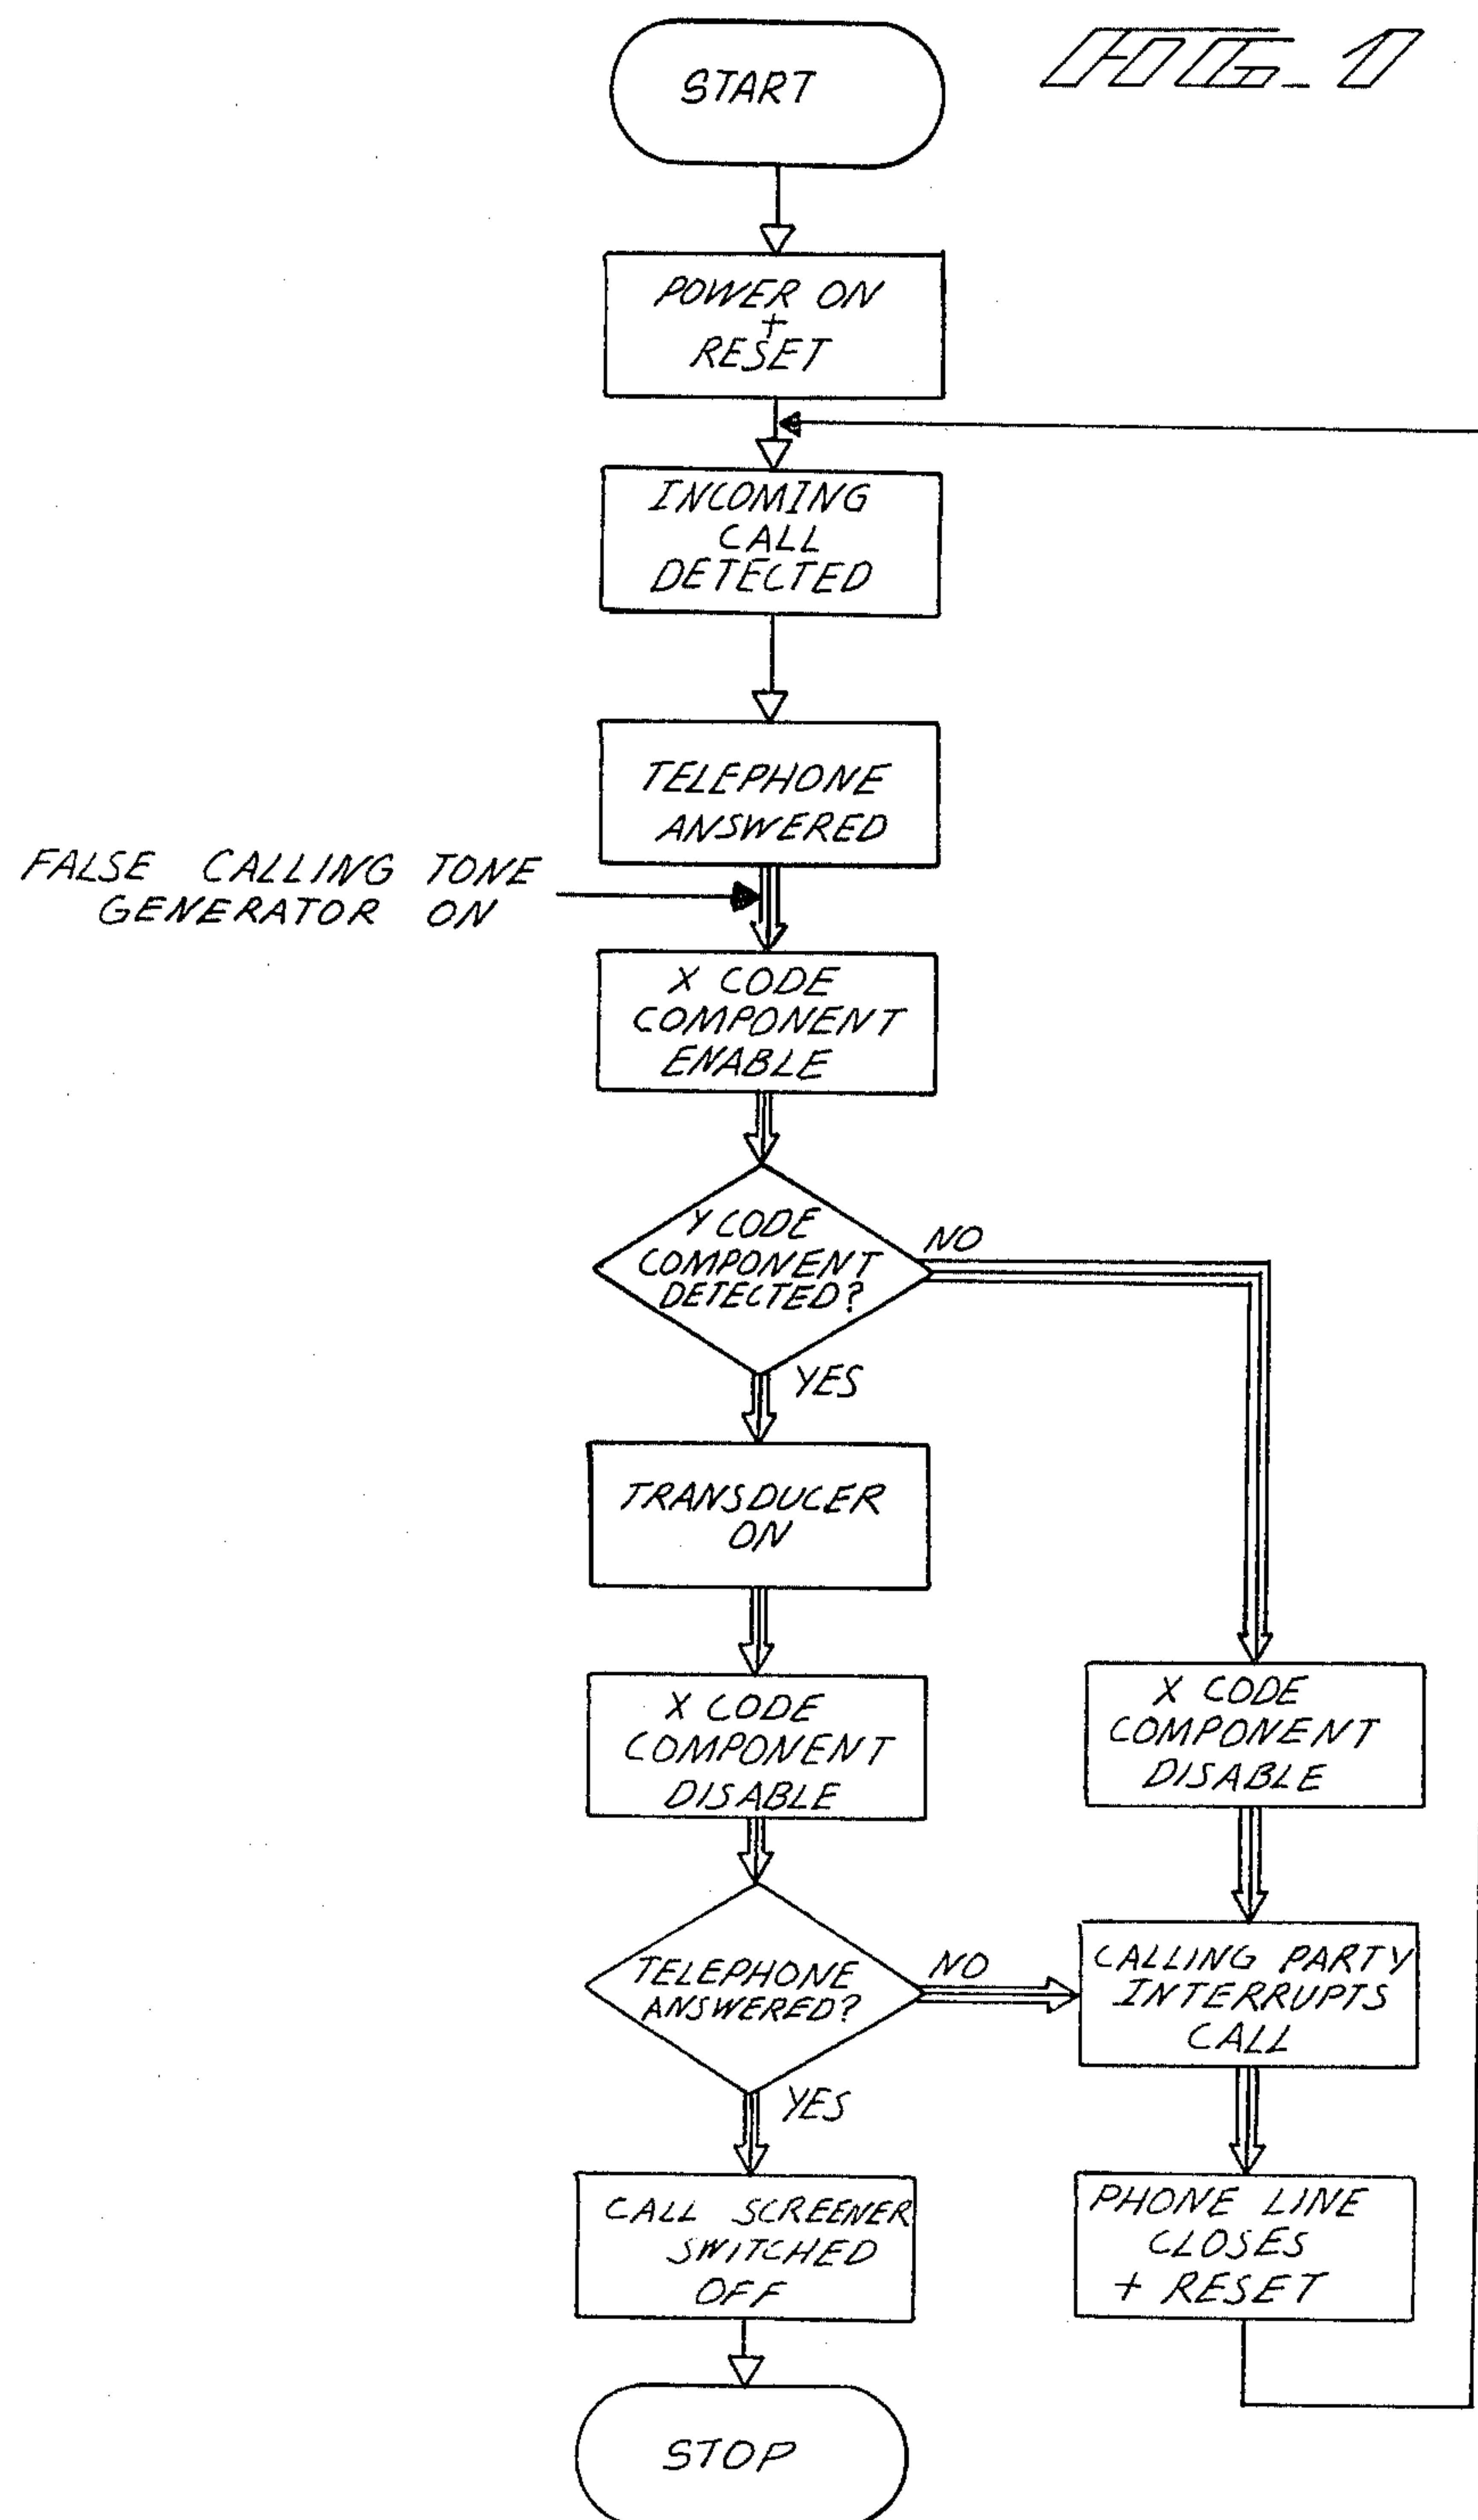 FIG. 1
START
POWER ON
+
RESET
INCOMING
CALL
DETECTED
TELEPHONE
ANSWERED
FALSE CALLING TONE
GENERATOR ON
X CODE
COMPONENT
ENABLE
Y CODE
COMPONENT
DETECTED?
NO
YES
TRANSDUCER
ON
X CODE
COMPONENT
DISABLE
X CODE
COMPONENT
DISABLE
TELEPHONE
ANSWERED?
NO
YES
CALLING PARTY
INTERRUPTS
CALL
CALL SCREENER
SWITCHED
OFF
PHONE LINE
CLOSES
+ RESET
STOP